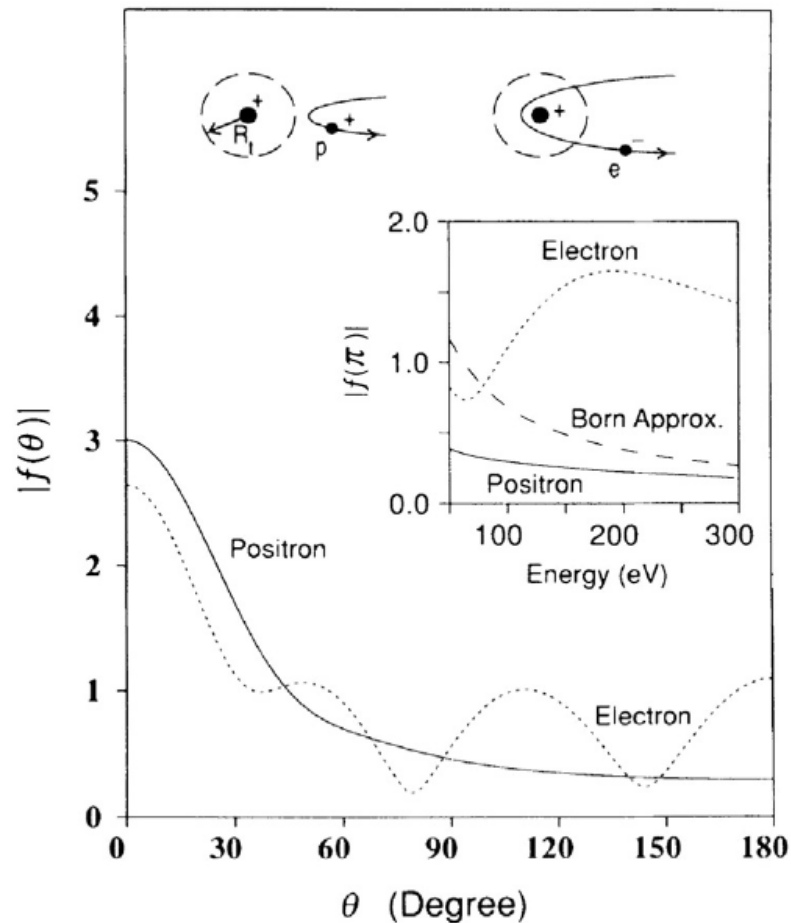 +
R_t
+
p
+
e
−
5
4
3
2
1
0
|f(θ)|
Positron
Electron
2.0
1.0
0.0
|f(π)|
Electron
Born Approx.
Positron
100 200 300
Energy (eV)
0 30 60 90 120 150 180
θ (Degree)